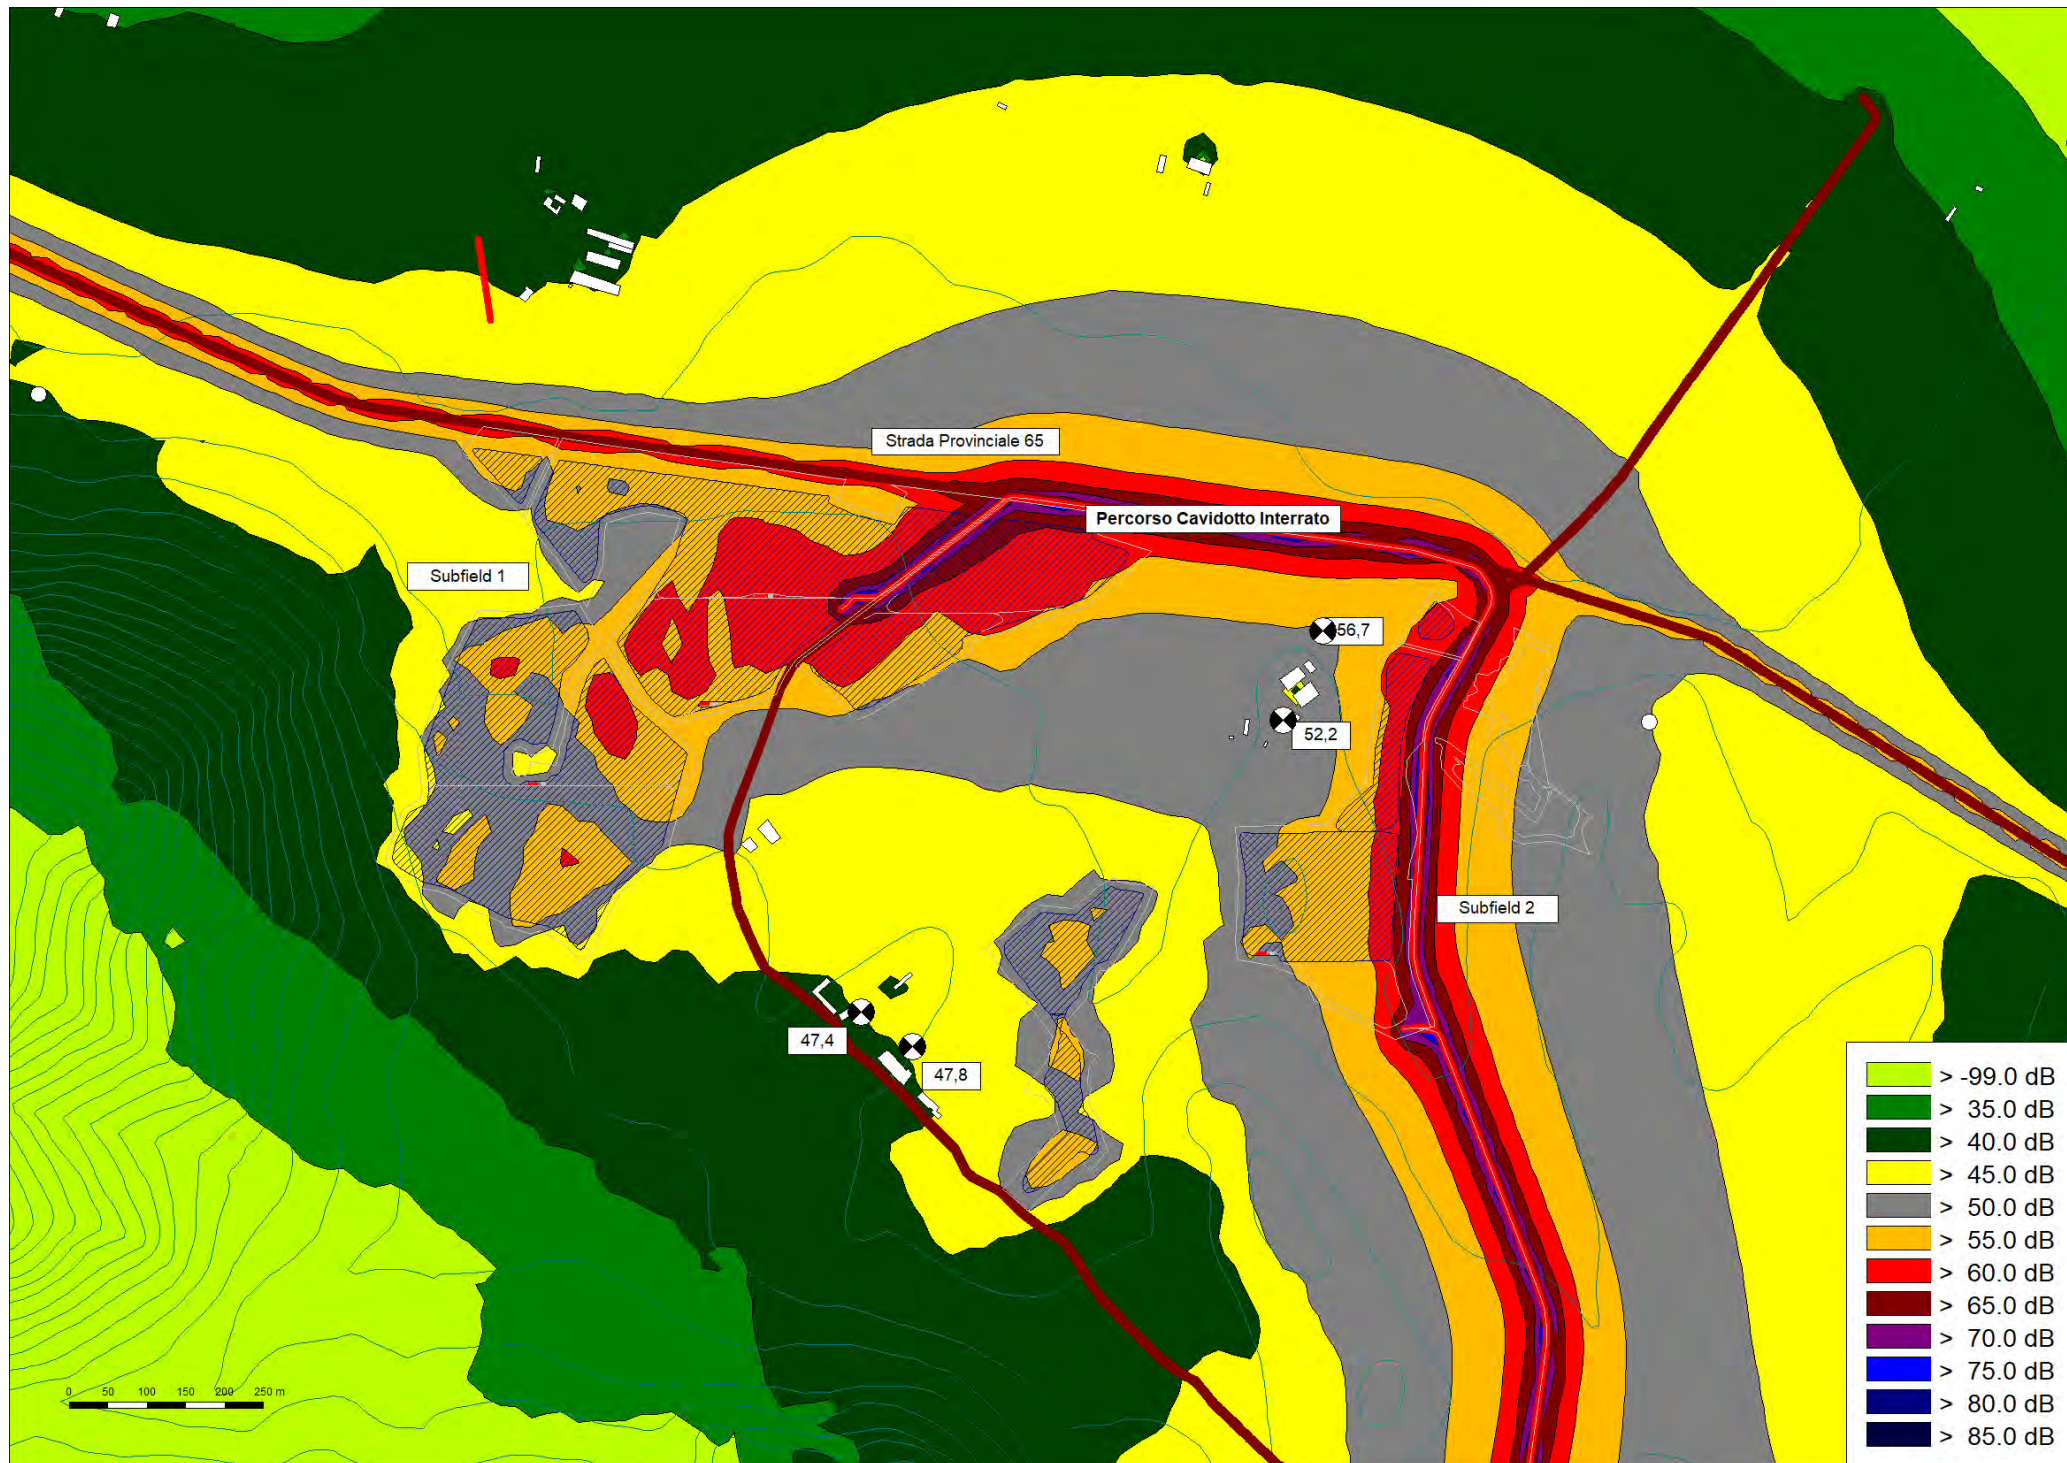 Strada Provinciale 65
Percorso Cavidotto Interrato
Subfield 1
56,7
52,2
Subfield 2
47,4
47,8
> -99.0 dB
> 35.0 dB
> 40.0 dB
> 45.0 dB
> 50.0 dB
> 55.0 dB
> 60.0 dB
> 65.0 dB
> 70.0 dB
> 75.0 dB
> 80.0 dB
> 85.0 dB
0 50 100 150 200 250 m